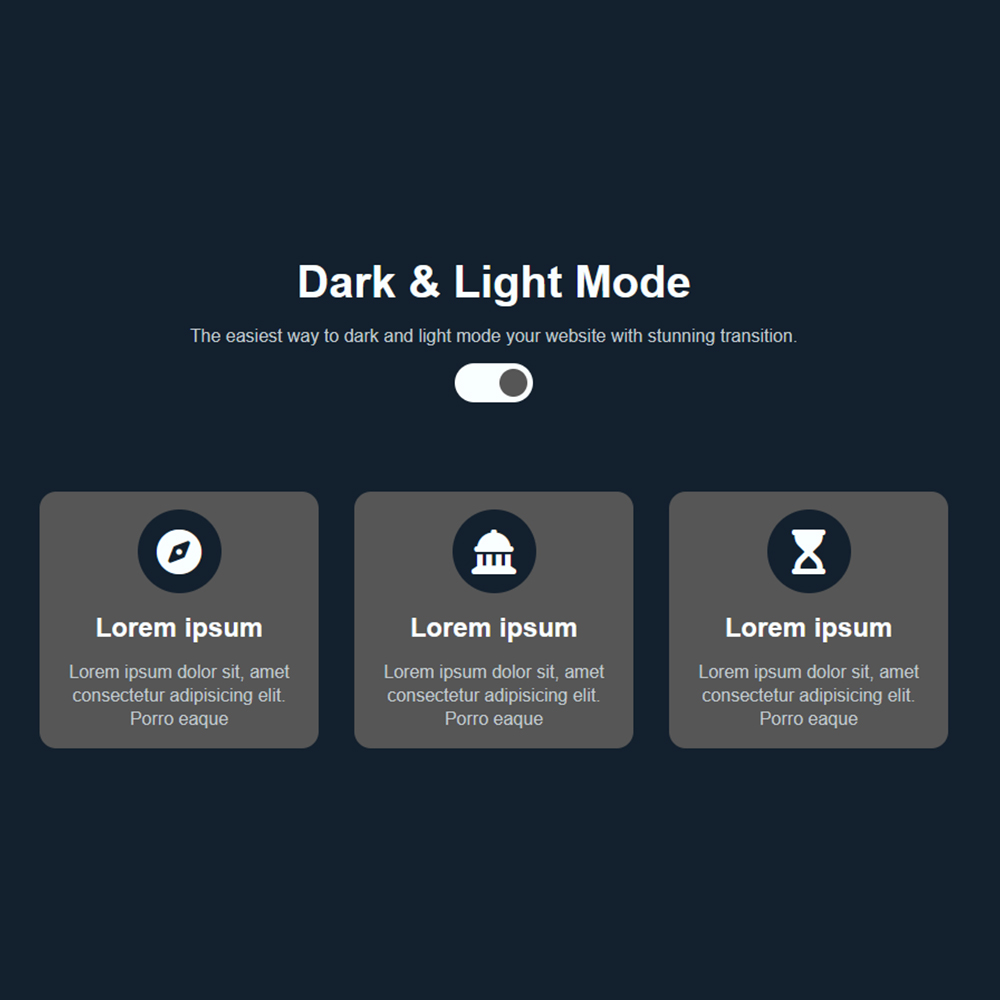 Dark & Light Mode
The easiest way to dark and light mode your website with stunning transition.
Lorem ipsum
Lorem ipsum dolor sit, amet
consectetur adipisicing elit.
Porro eaque
Lorem ipsum
Lorem ipsum dolor sit, amet
consectetur adipisicing elit.
Porro eaque
Lorem ipsum
Lorem ipsum dolor sit, amet
consectetur adipisicing elit.
Porro eaque